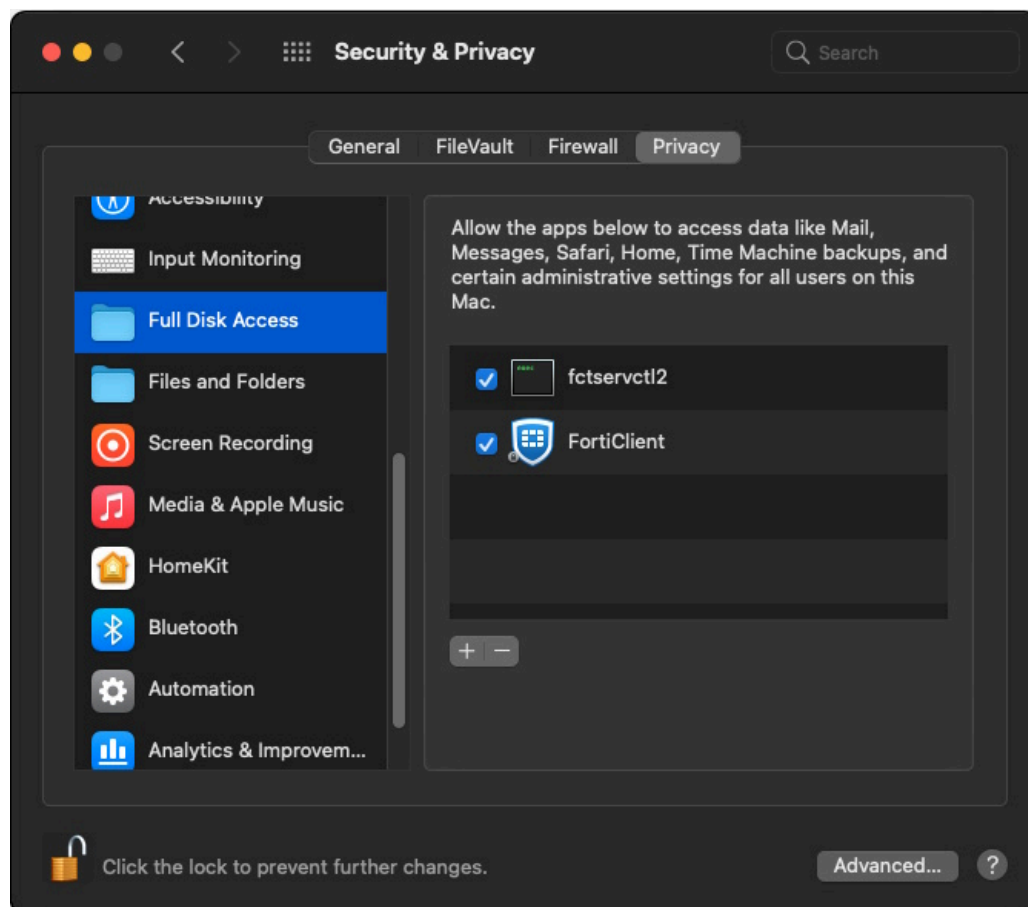 Security & Privacy
Search
General
FileVault
Firewall
Privacy
Accessibility
Input Monitoring
Full Disk Access
Files and Folders
Screen Recording
Media & Apple Music
HomeKit
Bluetooth
Automation
Analytics & Improvem...
Allow the apps below to access data like Mail,
Messages, Safari, Home, Time Machine backups, and
certain administrative settings for all users on this
Mac.
fctservctl2
FortiClient
+ −
Click the lock to prevent further changes.
Advanced...
?